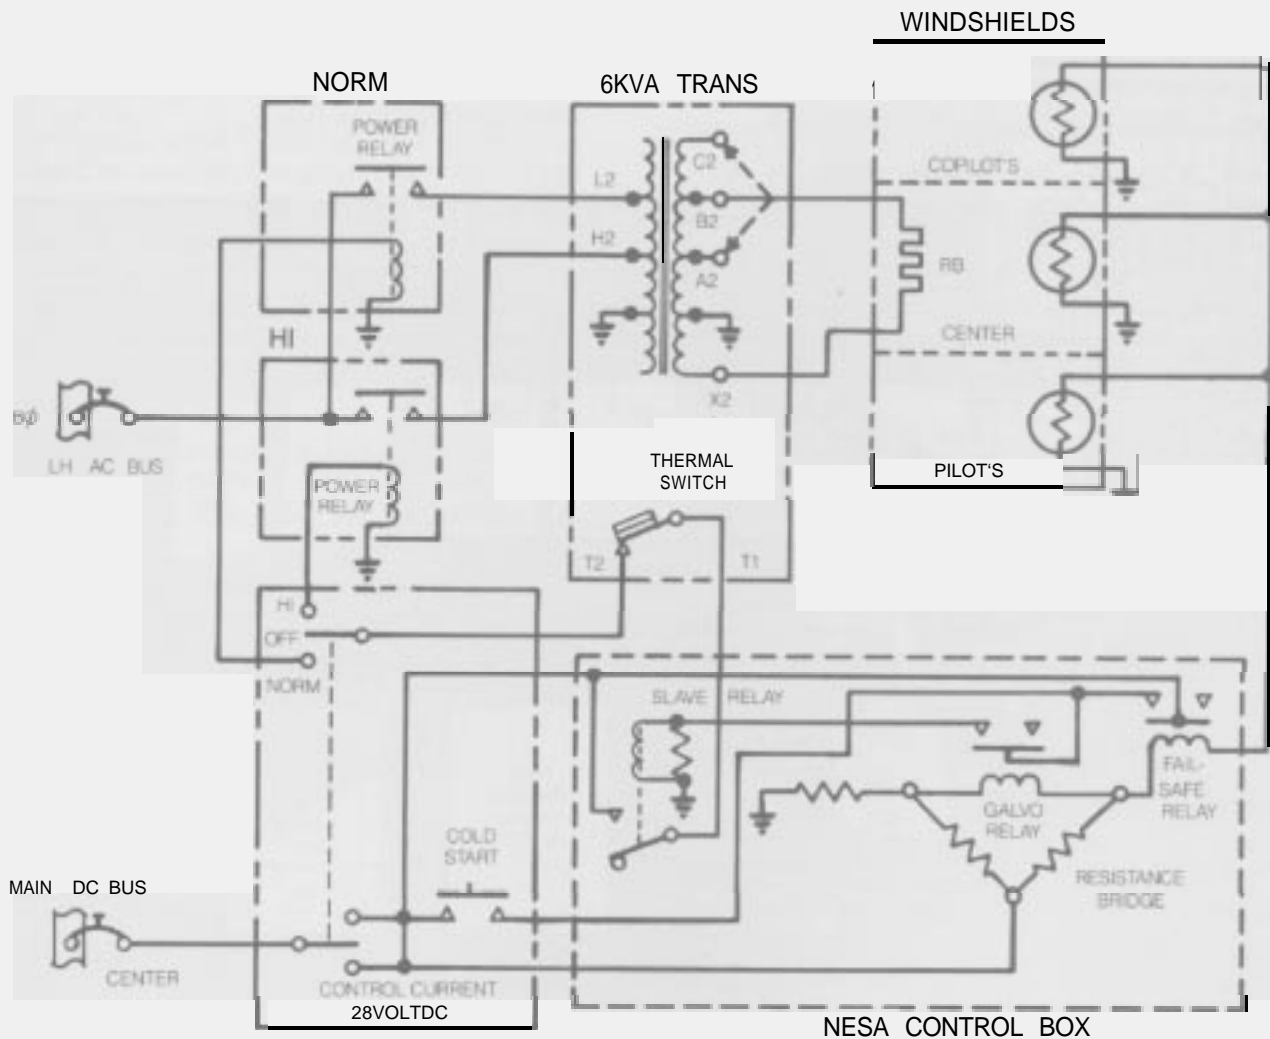 WINDSHIELDS
NORM
6KVA TRANS
POWER
RELAY
C2
COPILOT'S
L2
B2
H2
A2
RB
CENTER
HI
X2
Bϕ
LH AC BUS
THERMAL
SWITCH
PILOT'S
POWER
RELAY
T2
T1
HI
OFF
NORM
SLAVE RELAY
FAIL-
SAFE
RELAY
GALVO
RELAY
COLD
START
RESISTANCE
BRIDGE
MAIN DC BUS
CENTER
CONTROL CURRENT
28VOLTDC
NESA CONTROL BOX